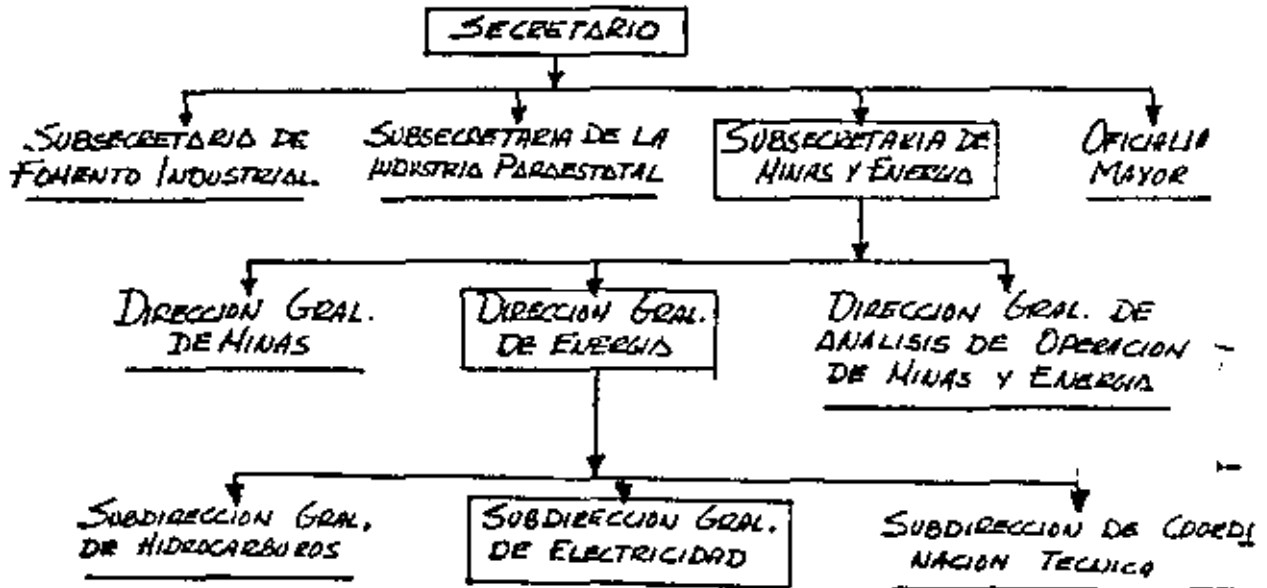 SECRETARIO
SUBSECRETARIA DE
FOMENTO INDUSTRIAL.
SUBSECRETARIA DE LA
INDUSTRIA PARAESTATAL
SUBSECRETARIA DE
MINAS Y ENERGIA
OFICIALIA
MAYOR
DIRECCION GRAL.
DE MINAS
DIRECCION GRAL.
DE ENERGIA
DIRECCION GRAL. DE
ANALISIS DE OPERACION
DE MINAS Y ENERGIA
SUBDIRECCION GRAL.
DE HIDROCARBUROS
SUBDIRECCION GRAL.
DE ELECTRICIDAD
SUBDIRECCION DE COORDI
NACION TECNICA